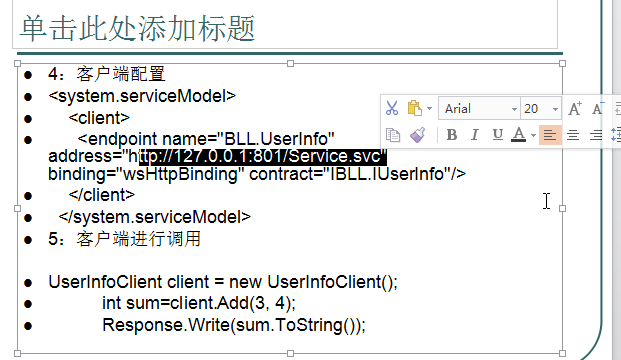 单击此处添加标题
4：客户端配置
<system.serviceModel>
<client>
<endpoint name="BLL.UserInfo"
address="http://127.0.0.1:801/Service.svc"
binding="wsHttpBinding" contract="IBLL.IUserInfo"/>
</client>
</system.serviceModel>
5：客户端进行调用
UserInfoClient client = new UserInfoClient();
int sum=client.Add(3, 4);
Response.Write(sum.ToString());
Arial 20 A+ A-
B I U A